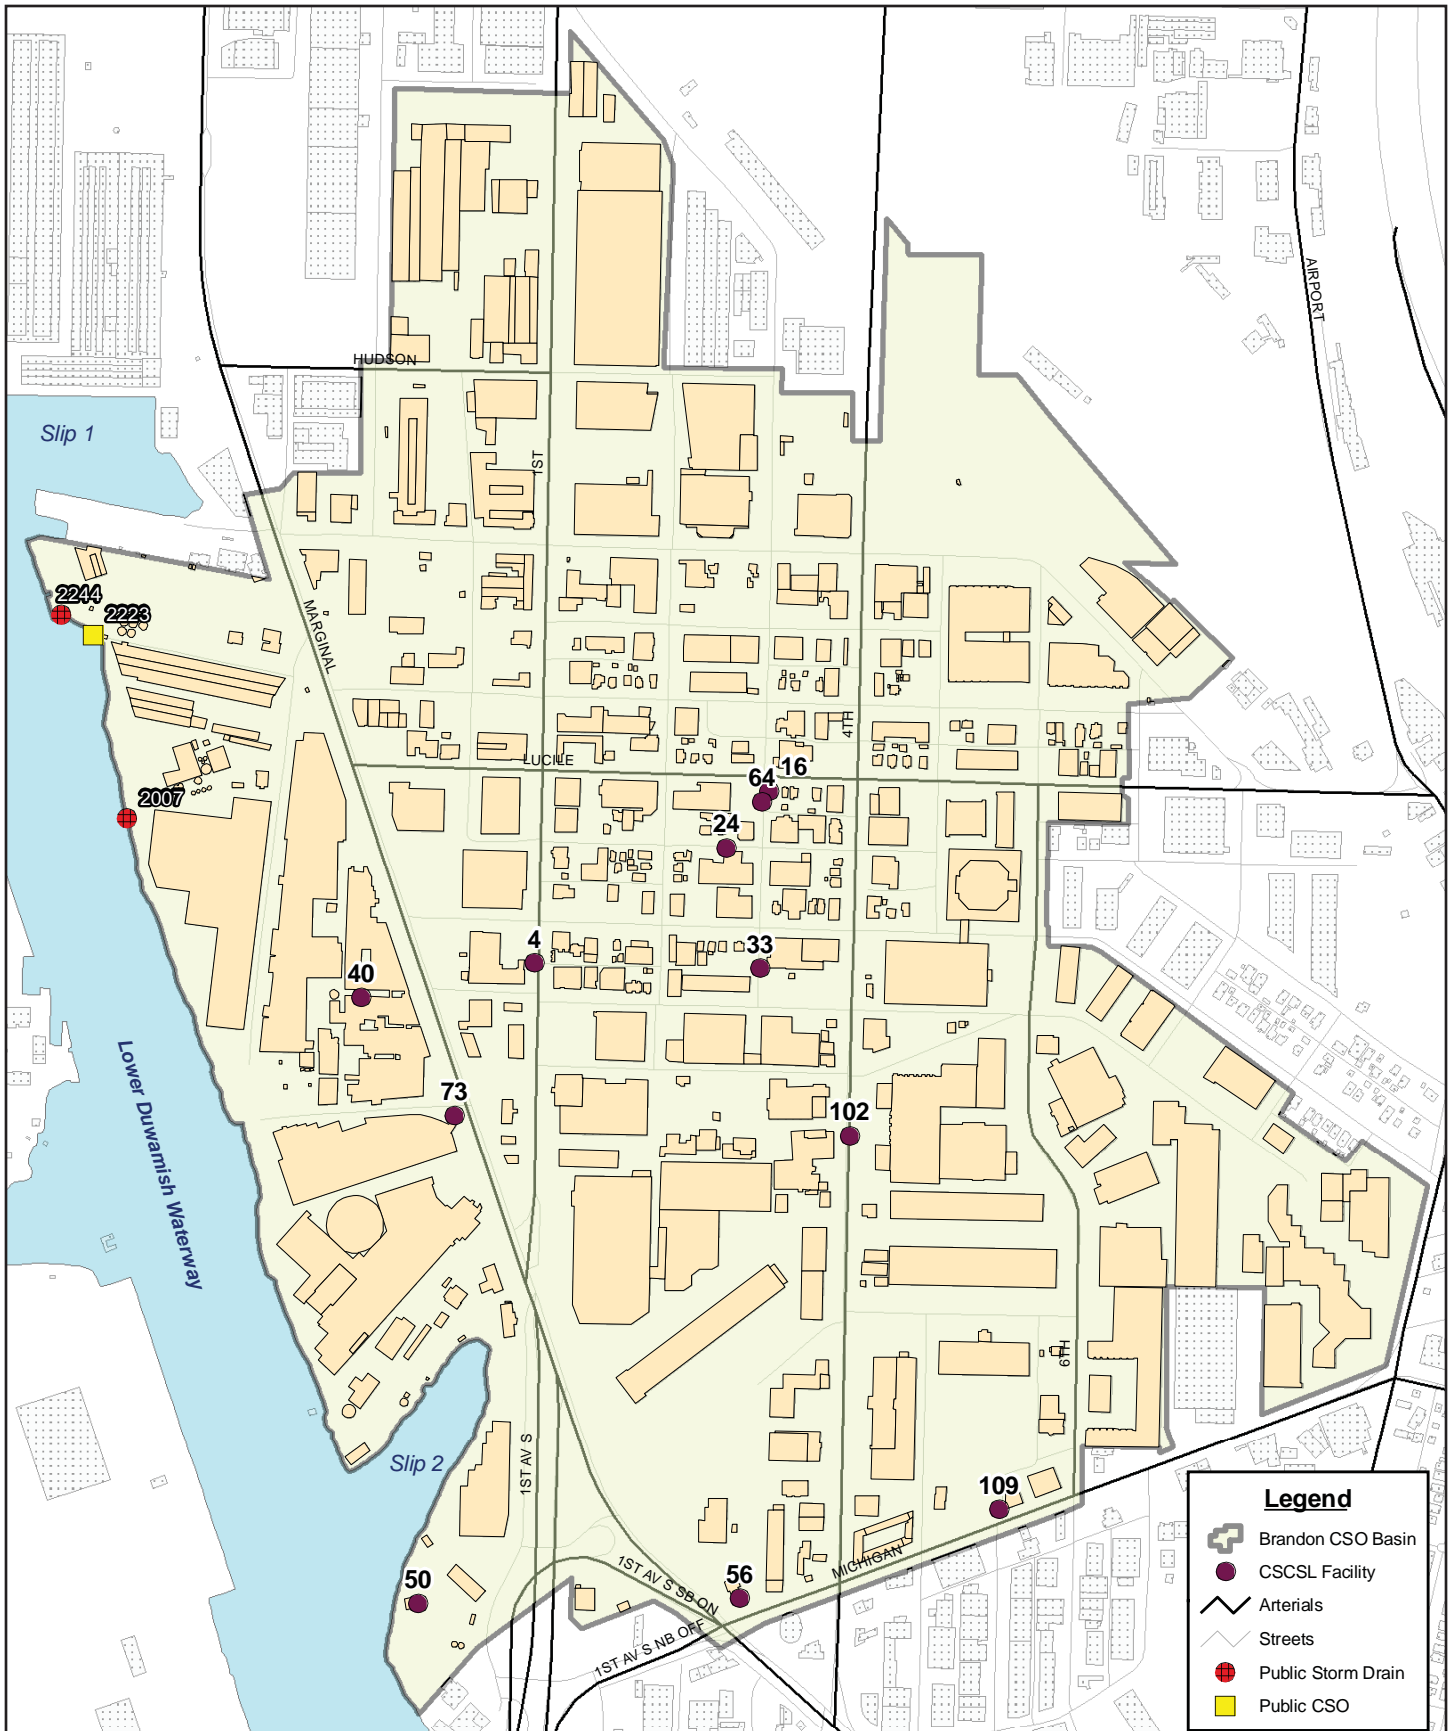 AIRPORT
HUDSON
Slip 1
1ST
2244
2223
MARGINAL
4TH
LUCILE
16
64
2007
24
4
33
40
Lower Duwamish Waterway
73
102
6TH
1ST AV S
Slip 2
109
MICHIGAN
1ST AV S SB ON
56
50
1ST AV S NB OFF
Legend
Brandon CSO Basin
CSCSL Facility
Arterials
Streets
Public Storm Drain
Public CSO